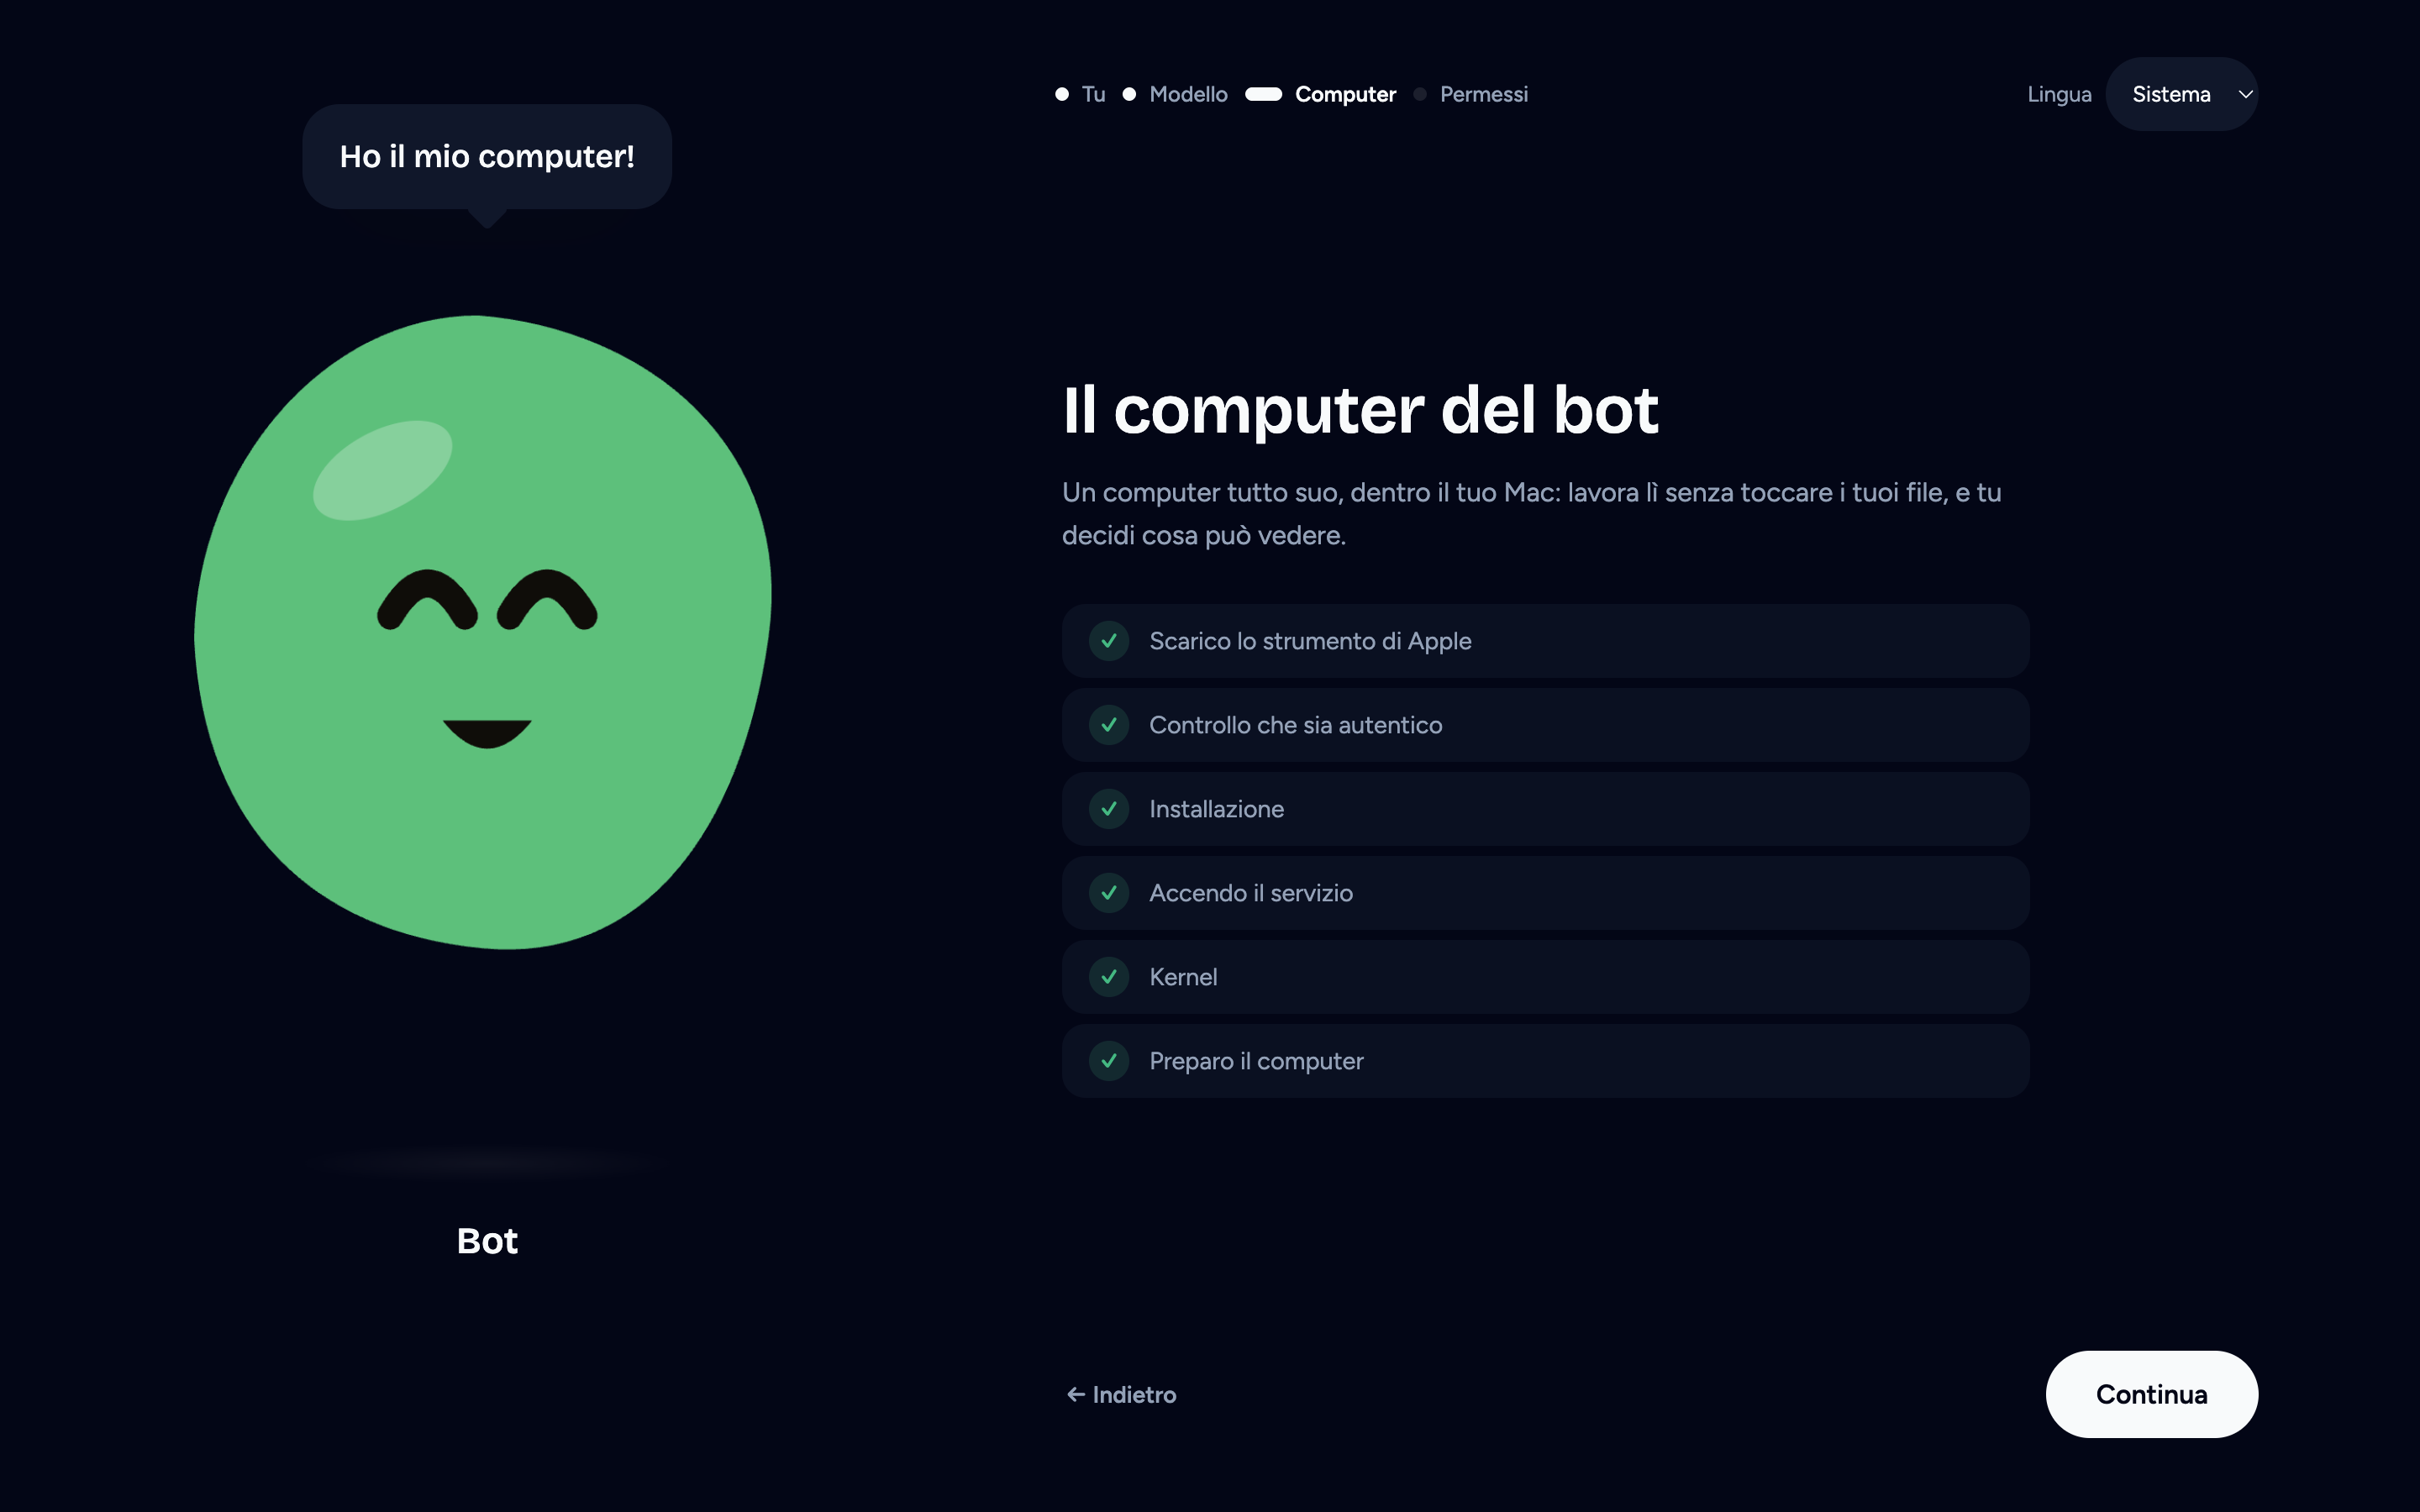 Ho il mio computer!
Bot
Tu
Modello
Computer
Permessi
Lingua
Sistema
Il computer del bot
Un computer tutto suo, dentro il tuo Mac: lavora lì senza toccare i tuoi file, e tu
decidi cosa può vedere.
Scarico lo strumento di Apple
Controllo che sia autentico
Installazione
Accendo il servizio
Kernel
Preparo il computer
Indietro
Continua